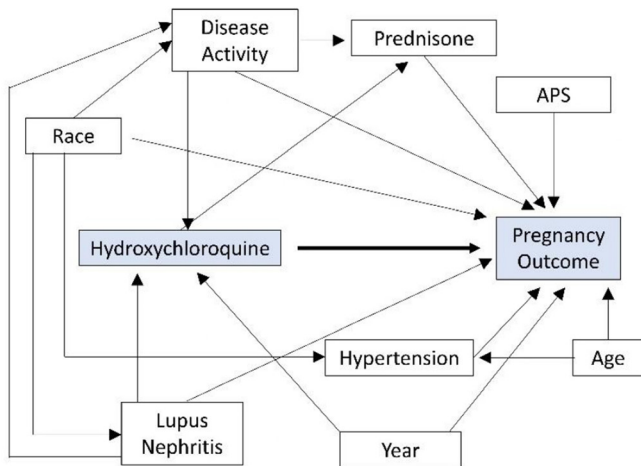 Disease
Activity
Prednisone
APS
Race
Hydroxychloroquine
Pregnancy
Outcome
Hypertension
Age
Lupus
Nephritis
Year